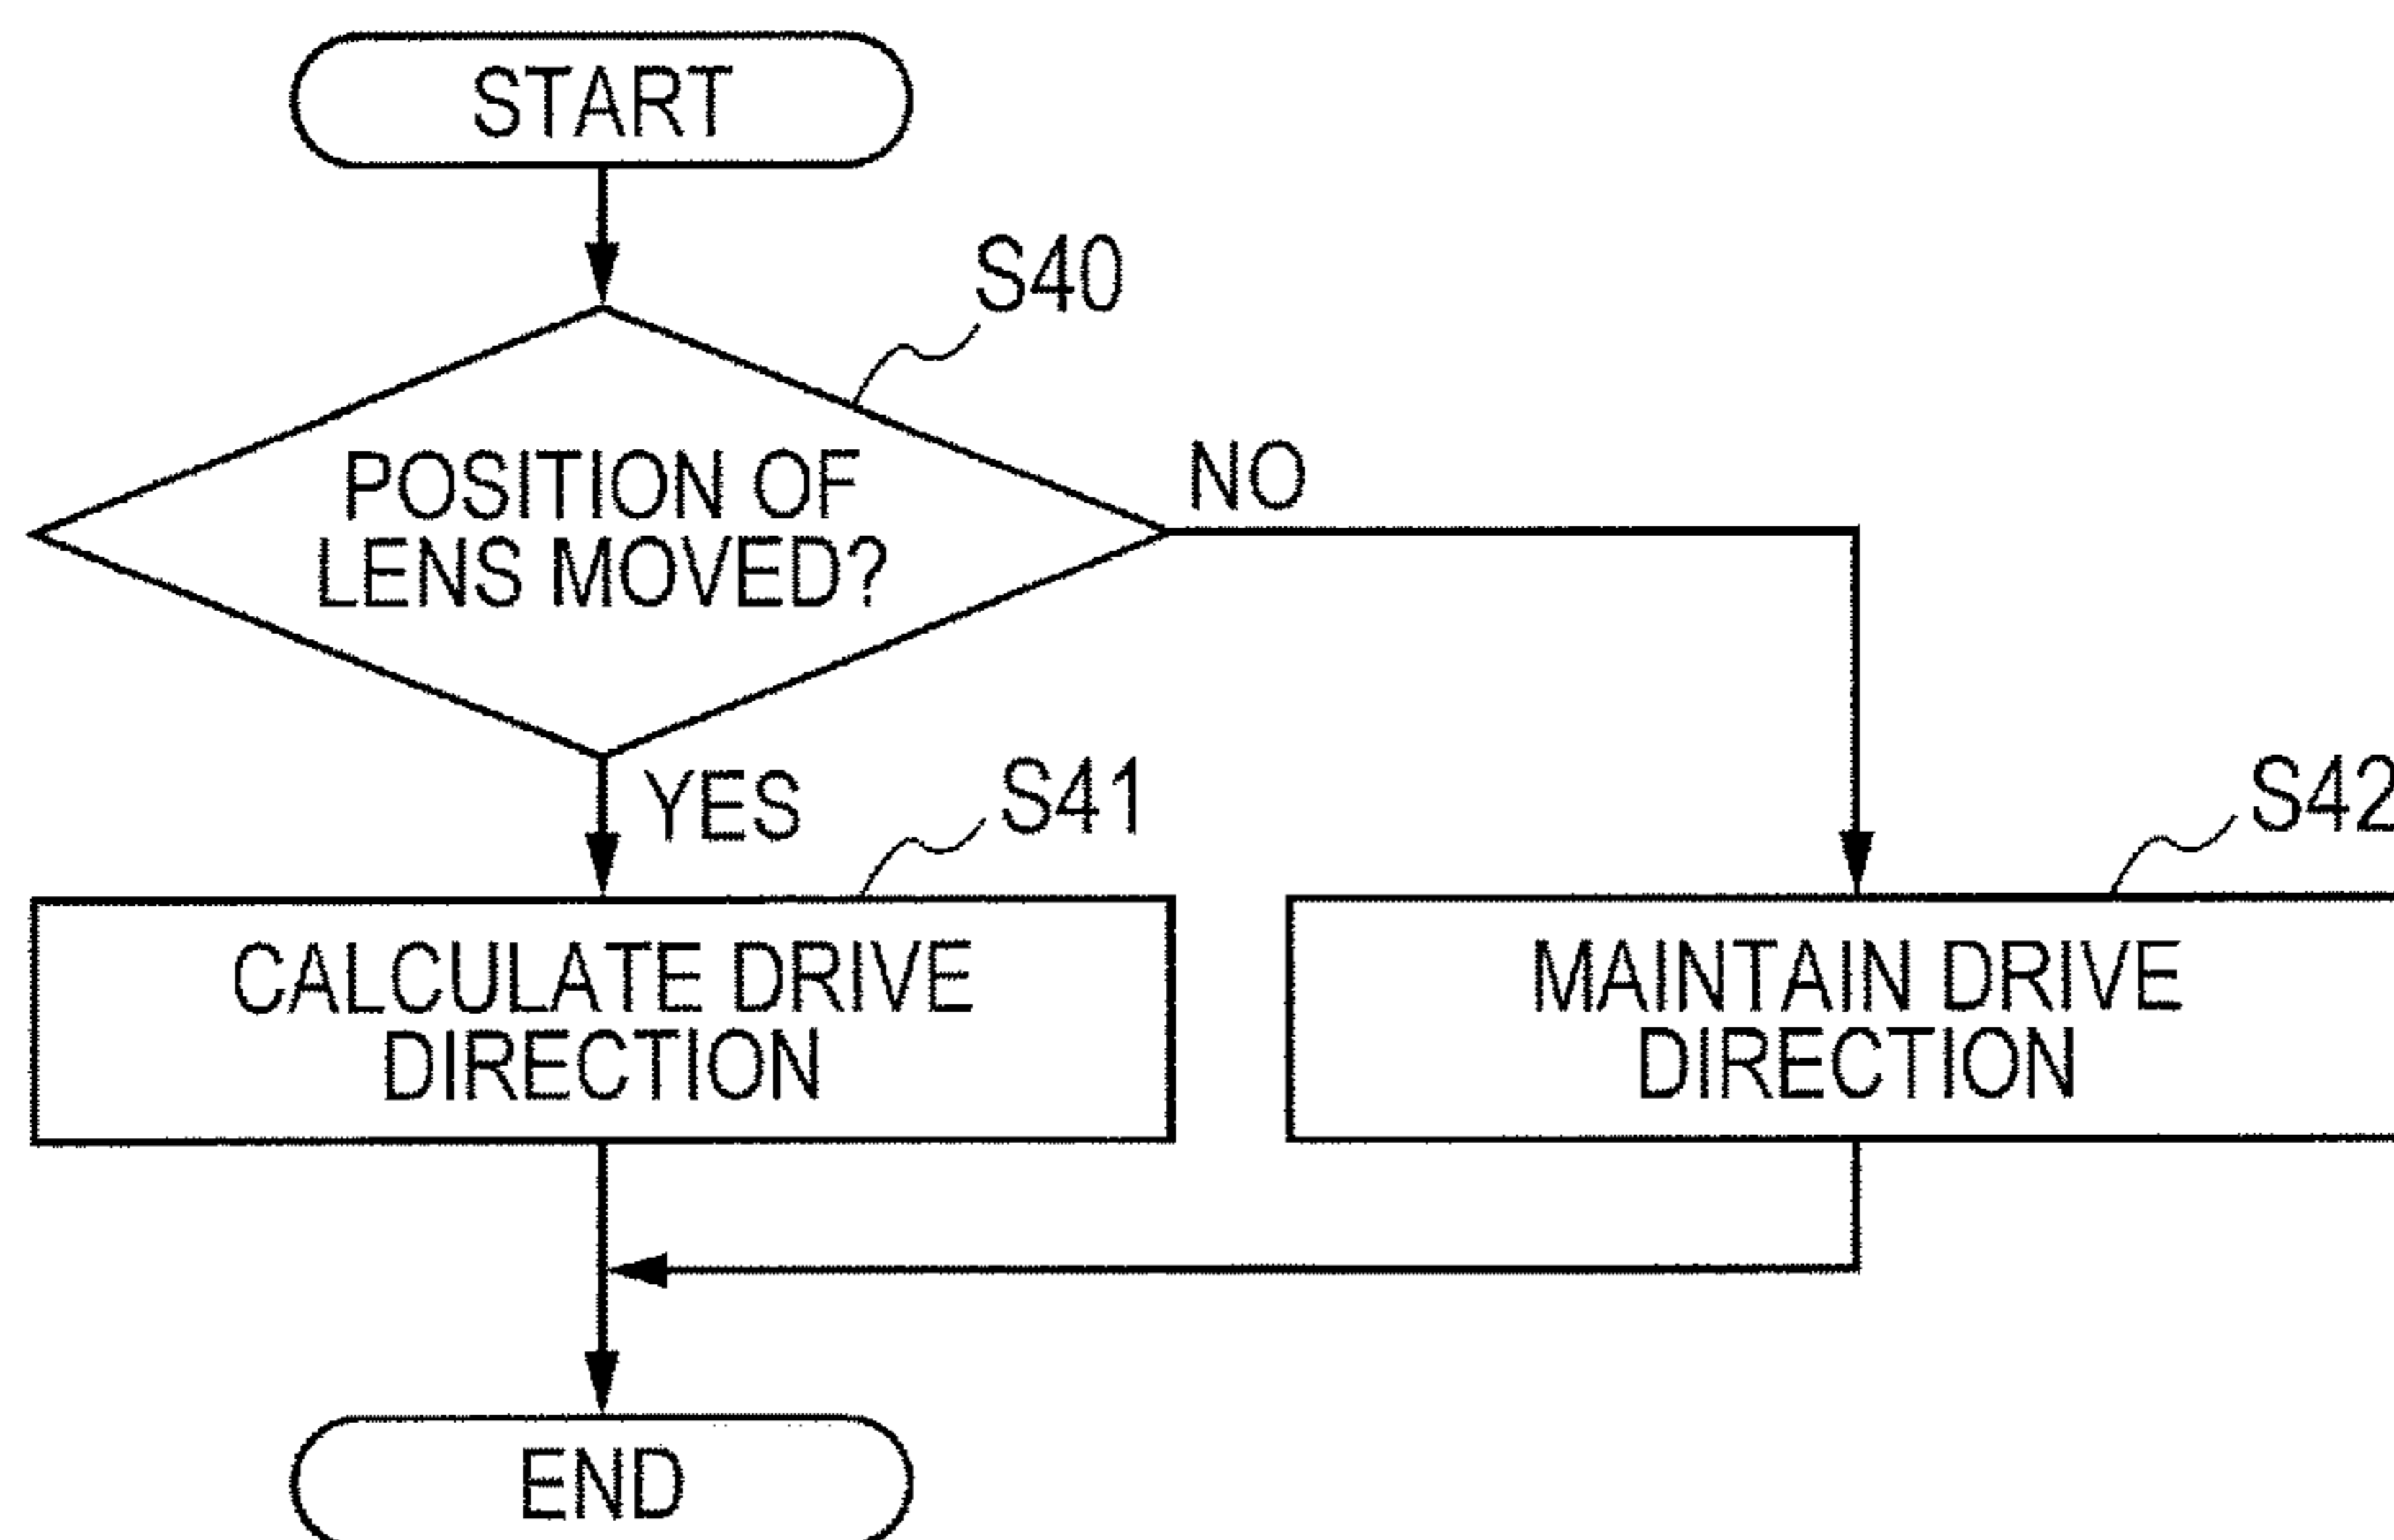 START
S40
POSITION OF
LENS MOVED?
NO
YES
S41
S42
CALCULATE DRIVE
DIRECTION
MAINTAIN DRIVE
DIRECTION
END